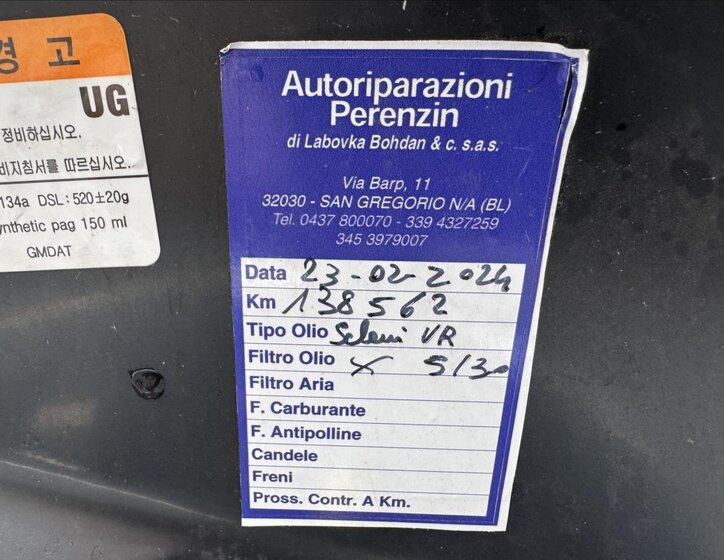 경 고
UG
정비하십시오.
비지침서를 따르십시오.
134a DSL:520±20g
ynthetic pag 150 ml
GMDAT
Autoriparazioni
Perenzin
di Labovka Bohdan & c. s.a.s.
Via Barp, 11
32030 - SAN GREGORIO N/A (BL)
Tel. 0437 800070 - 339 4327259
345 3979007
Data 23-02-2024
Km 138562
Tipo Olio VR
Filtro Olio X 5/30
Filtro Aria
F. Carburante
F. Antipolline
Candele
Freni
Pross. Contr. A Km.